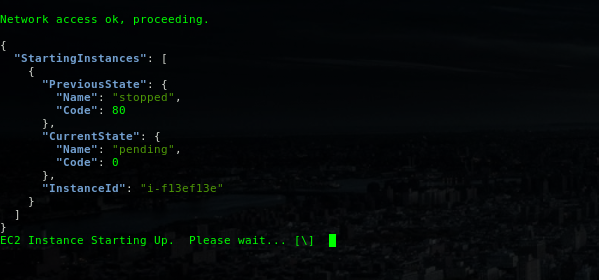 Network access ok, proceeding.
{
  "StartingInstances": [
    {
      "PreviousState": {
        "Name": "stopped",
        "Code": 80
      },
      "CurrentState": {
        "Name": "pending",
        "Code": 0
      },
      "InstanceId": "i-f13ef13e"
    }
  ]
}
EC2 Instance Starting Up.  Please wait... [\]